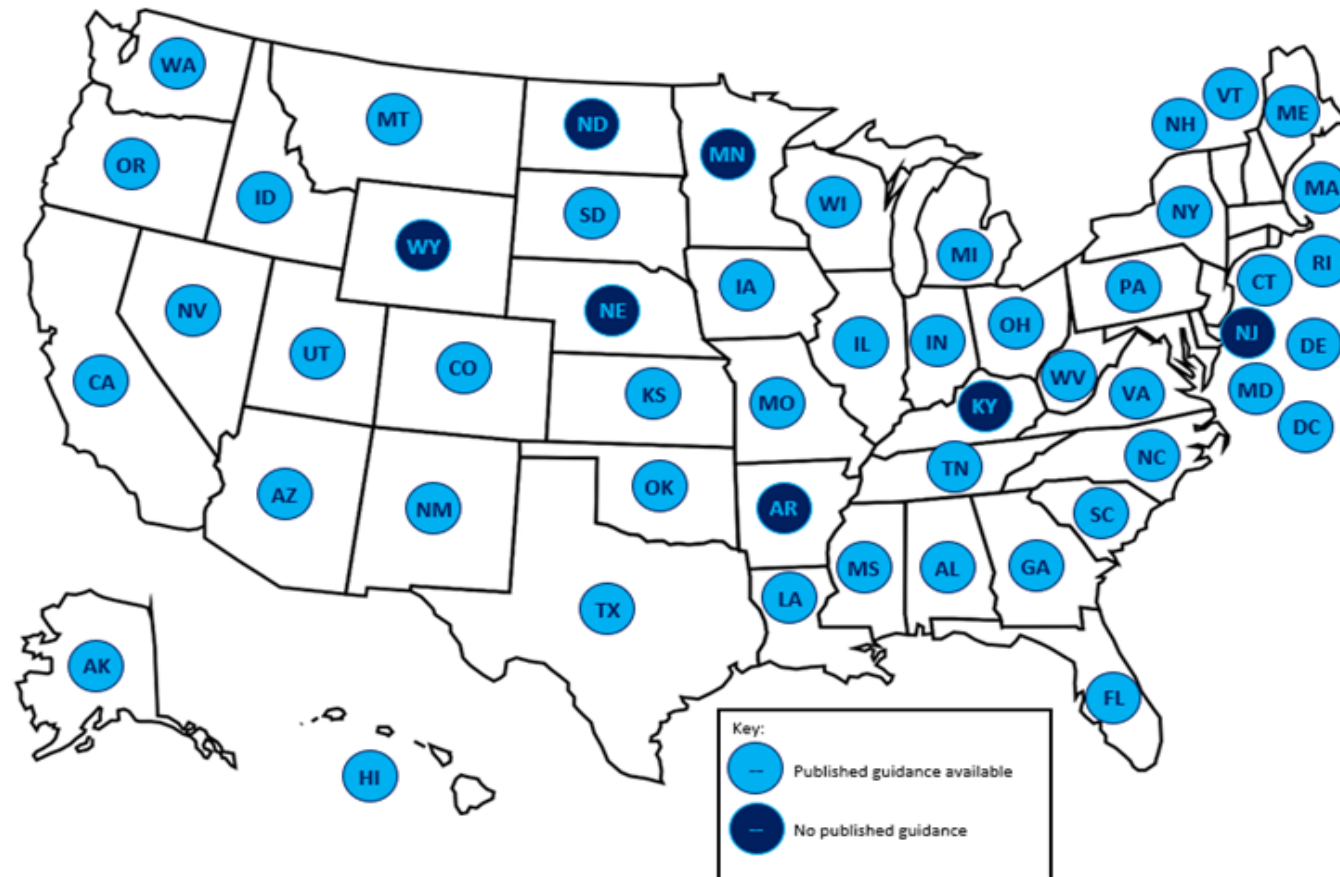 WA
MT
ND
MN
VT
ME
NH
OR
ID
SD
WI
NY
MA
WY
MI
RI
IA
PA
CT
NV
NE
OH
NJ
UT
IL
IN
DE
CA
CO
KS
MO
KY
WV
VA
MD
DC
AZ
NM
OK
TN
NC
AR
SC
MS
AL
GA
TX
LA
AK
FL
HI
Key:
-- Published guidance available
-- No published guidance